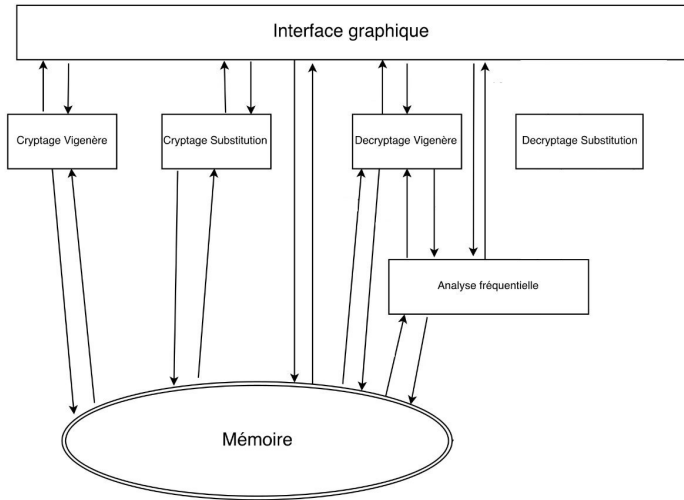 Interface graphique
Cryptage Vigenère
Cryptage Substitution
Decryptage Vigenère
Decryptage Substitution
Analyse fréquentielle
Mémoire